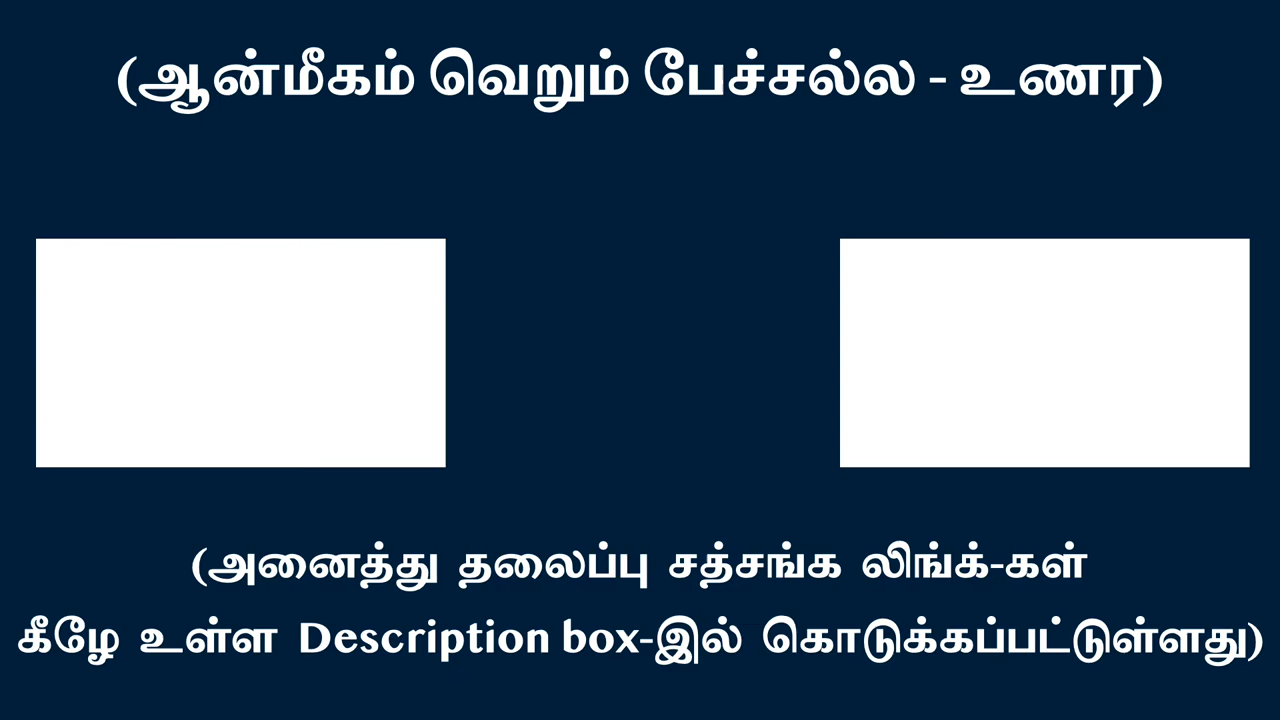 (ஆன்மீகம் வெறும் பேச்சல்ல - உணர)
(அனைத்து தலைப்பு சத்சங்க லிங்க்-கள்
கீழே உள்ள Description box-இல் கொடுக்கப்பட்டுள்ளது)